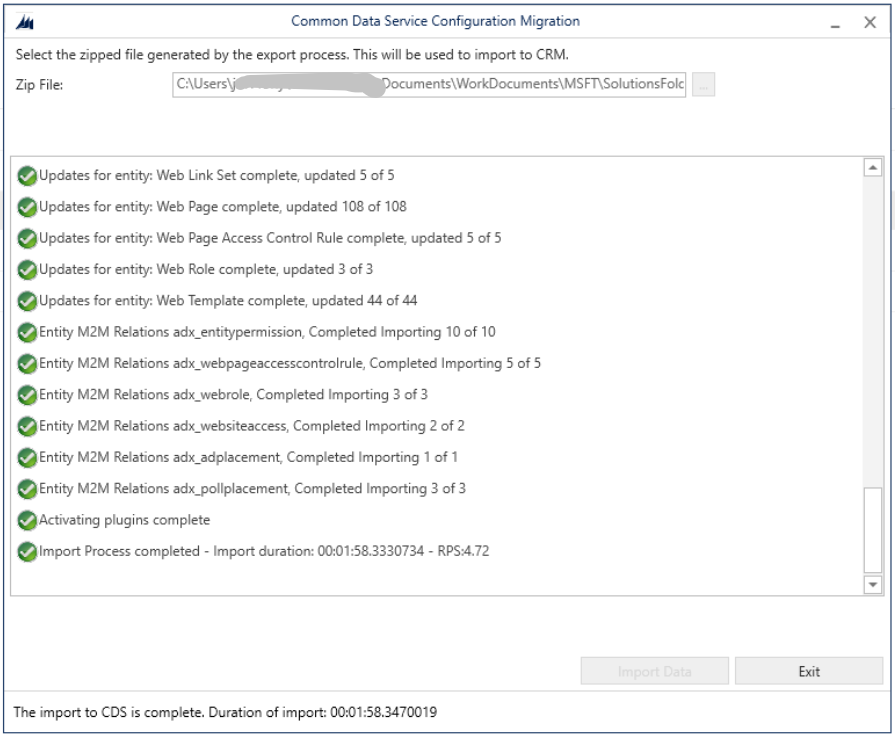 Common Data Service Configuration Migration
Select the zipped file generated by the export process. This will be used to import to CRM.
Zip File: C:\Users\j Documents\WorkDocuments\MSFT\SolutionsFolc ...
Updates for entity: Web Link Set complete, updated 5 of 5
Updates for entity: Web Page complete, updated 108 of 108
Updates for entity: Web Page Access Control Rule complete, updated 5 of 5
Updates for entity: Web Role complete, updated 3 of 3
Updates for entity: Web Template complete, updated 44 of 44
Entity M2M Relations adx_entitypermission, Completed Importing 10 of 10
Entity M2M Relations adx_webpageaccesscontrolrule, Completed Importing 5 of 5
Entity M2M Relations adx_webrole, Completed Importing 3 of 3
Entity M2M Relations adx_websiteaccess, Completed Importing 2 of 2
Entity M2M Relations adx_adplacement, Completed Importing 1 of 1
Entity M2M Relations adx_pollplacement, Completed Importing 3 of 3
Activating plugins complete
Import Process completed - Import duration: 00:01:58.3330734 - RPS:4.72
Import Data Exit
The import to CDS is complete. Duration of import: 00:01:58.3470019